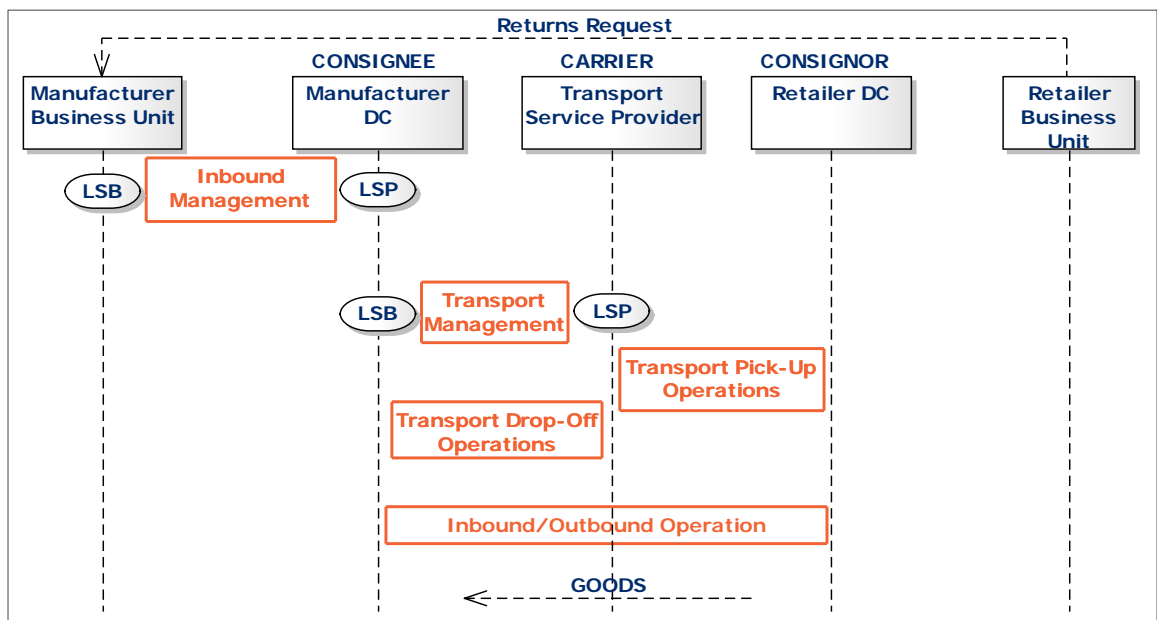 Returns Request
CONSIGNEE
CARRIER
CONSIGNOR
Manufacturer
Business Unit
Manufacturer
DC
Transport
Service Provider
Retailer DC
Retailer
Business
Unit
LSB
Inbound
Management
LSP
LSB
Transport
Management
LSP
Transport Pick-Up
Operations
Transport Drop-Off
Operations
Inbound/Outbound Operation
GOODS